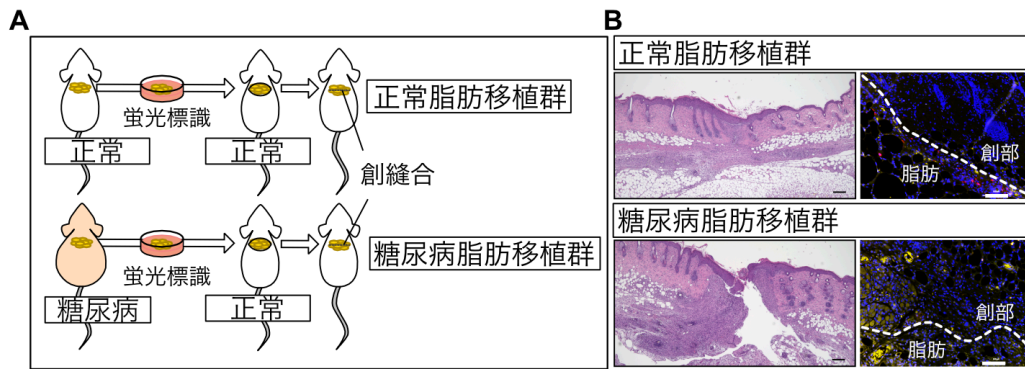 A
正常
蛍光標識
正常
正常脂肪移植群
創縫合
糖尿病
蛍光標識
正常
糖尿病脂肪移植群
B
正常脂肪移植群
脂肪
創部
糖尿病脂肪移植群
創部
脂肪